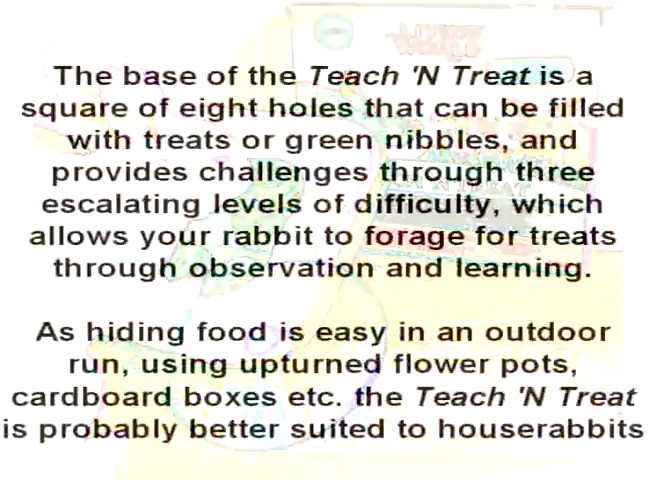 The base of the Teach 'N Treat is a
square of eight holes that can be filled
with treats or green nibbles, and
provides challenges through three
escalating levels of difficulty, which
allows your rabbit to forage for treats
through observation and learning.
As hiding food is easy in an outdoor
run, using upturned flower pots,
cardboard boxes etc. the Teach 'N Treat
is probably better suited to houserabbits